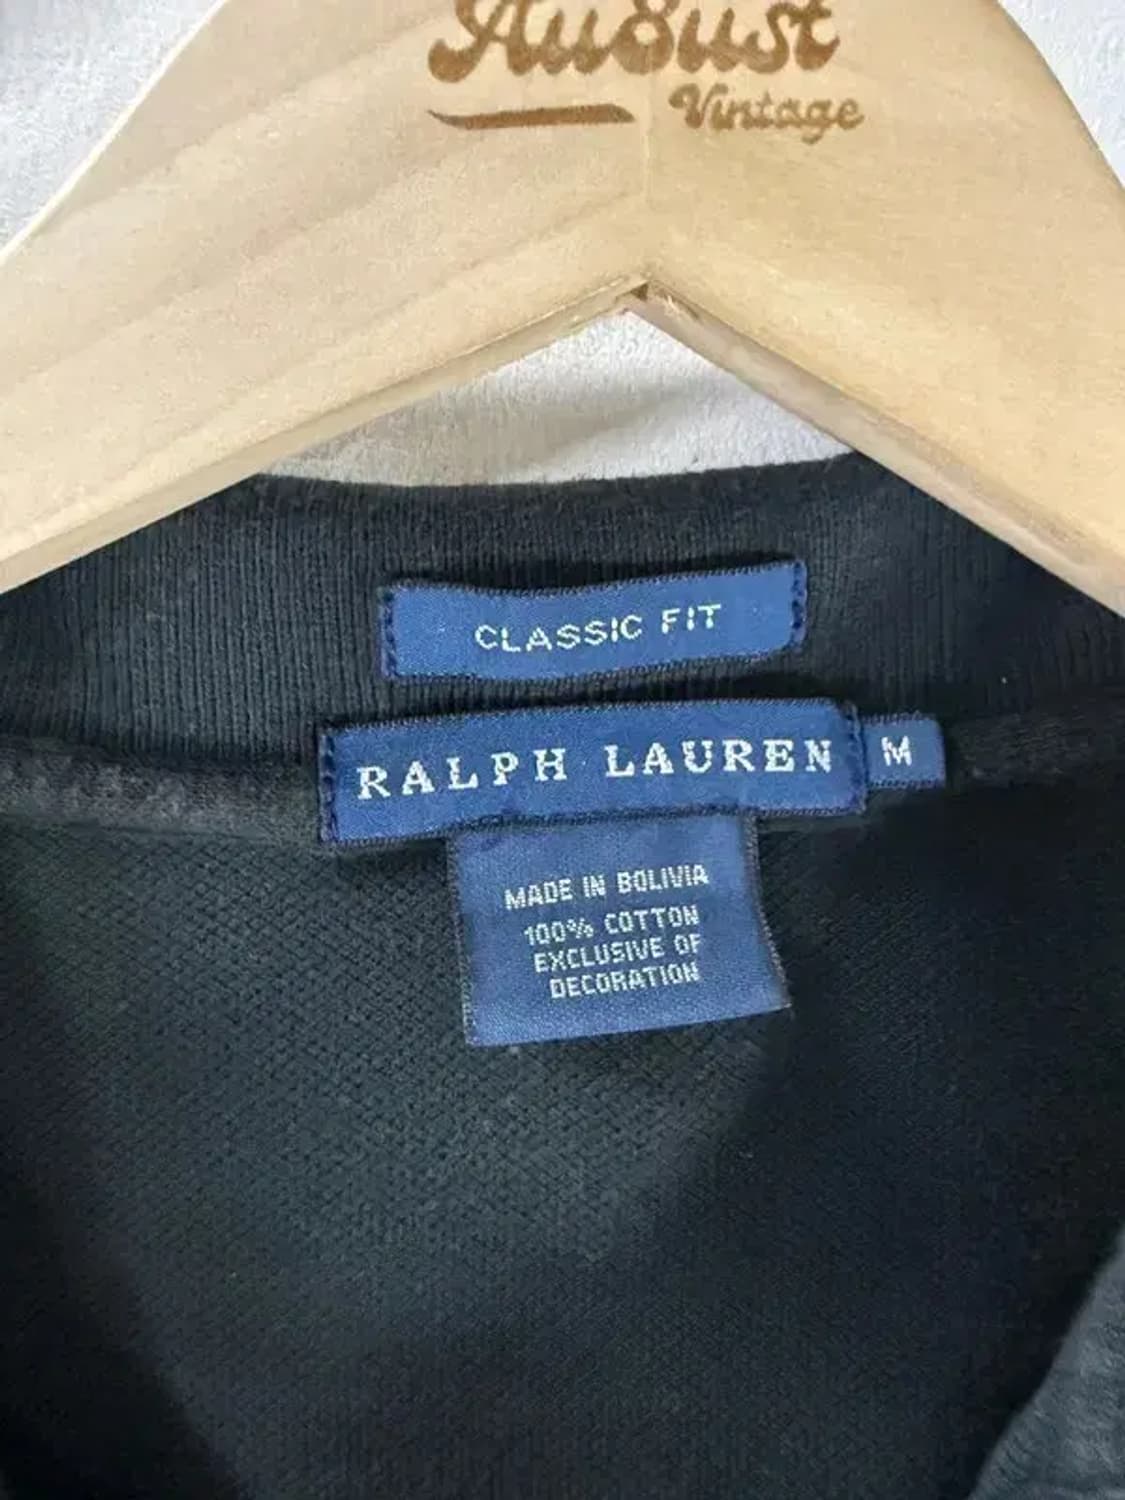 August
Vintage
CLASSIC FIT
RALPH LAUREN
M
MADE IN BOLIVIA
100% COTTON
EXCLUSIVE OF
DECORATION